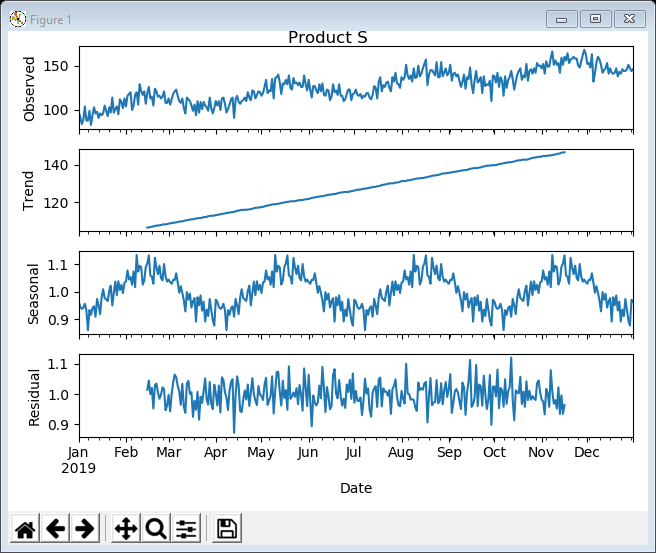 Figure 1
Product S
Observed
150
100
Trend
140
120
Seasonal
1.1
1.0
0.9
Residual
1.1
1.0
0.9
Jan Feb Mar Apr May Jun Jul Aug Sep Oct Nov Dec
2019
Date